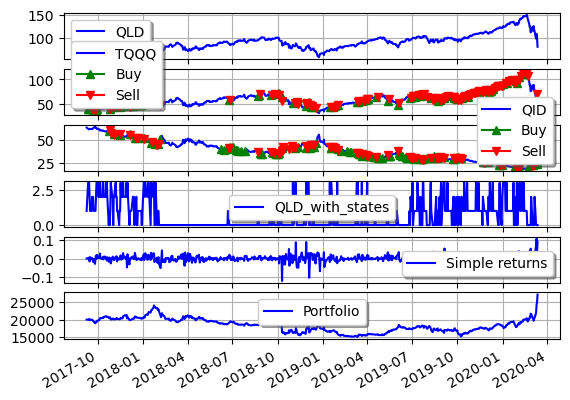 150
100
QLD
TQQQ
Buy
Sell
100
50
QID
Buy
Sell
50
25
2.5
0.0
QLD_with_states
0.1
0.0
−0.1
Simple returns
25000
20000
15000
Portfolio
2017-10
2018-01
2018-04
2018-07
2018-10
2019-01
2019-04
2019-07
2019-10
2020-01
2020-04